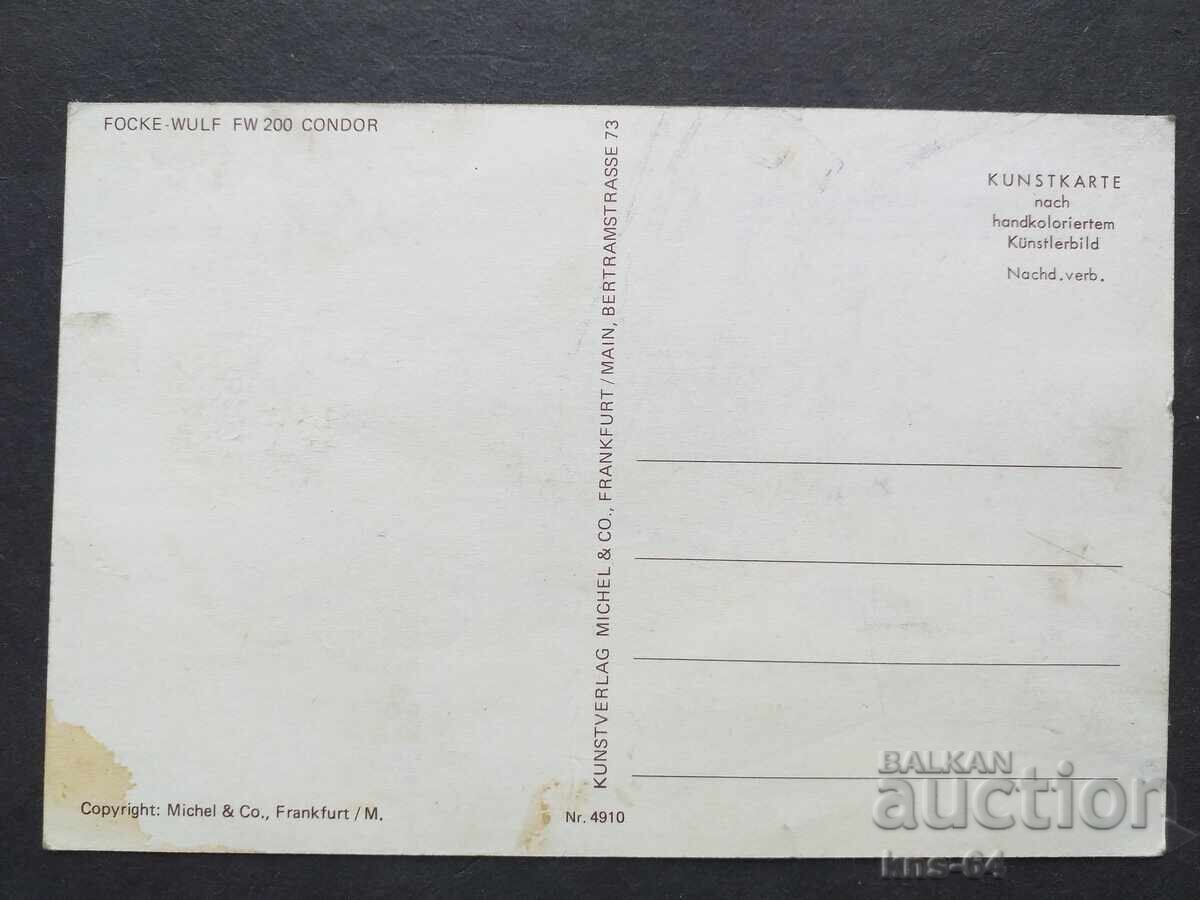 FOCKE-WULF FW 200 CONDOR
KUNSTVERLAG MICHEL & CO., FRANKFURT/MAIN, BERTRAMSTRASSE 73
KUNSTKARTE
nach
handkoloriertem
Künstlerbild
Nachd.verb.
Copyright: Michel & Co., Frankfurt/M.
Nr. 4910
BALKAN
auction
kns-64